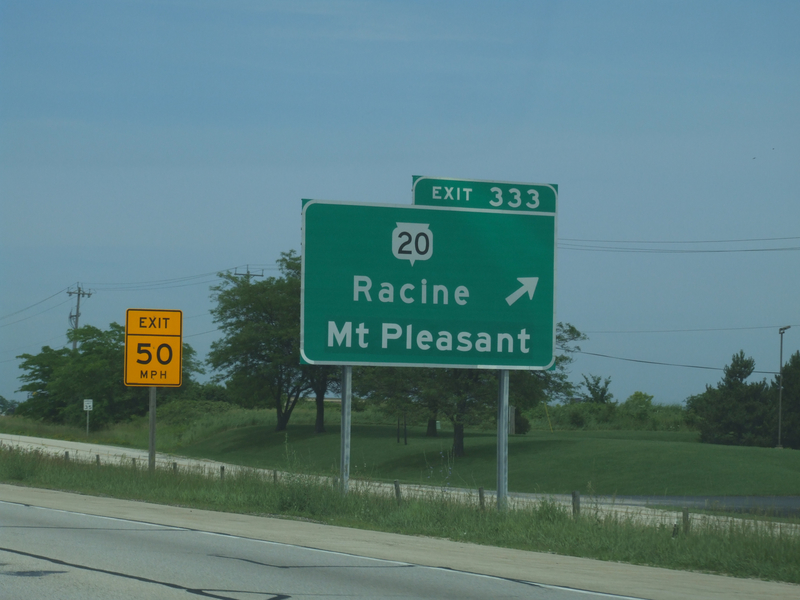 EXIT 333
20
Racine
Mt Pleasant
EXIT
50
MPH